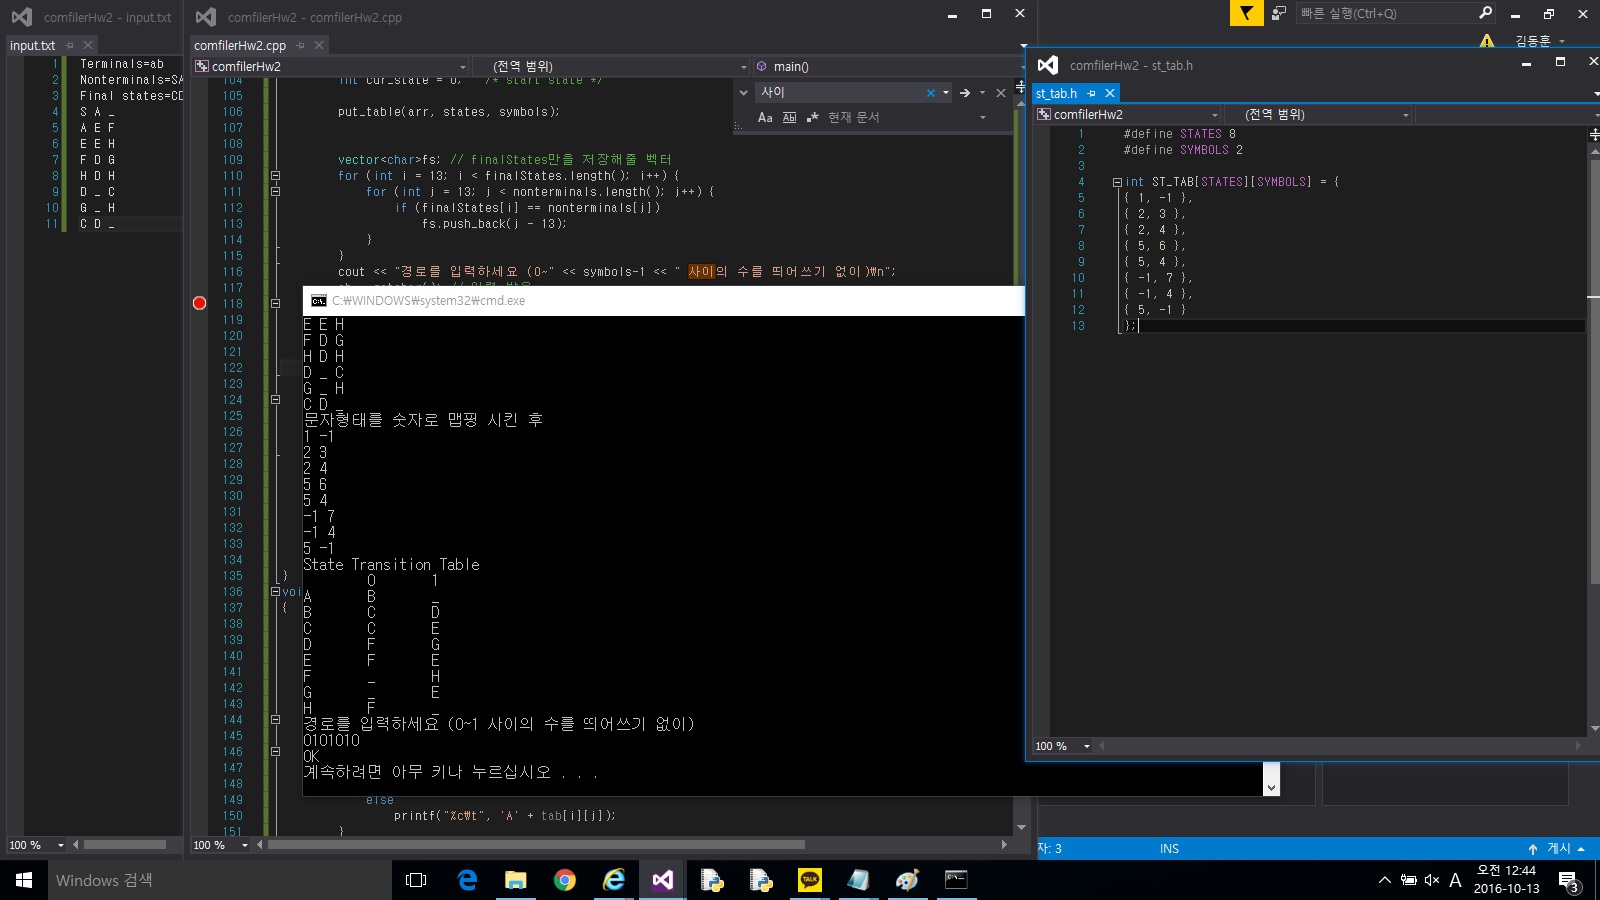 comfilerHw2 - input.txt
input.txt
1 Terminals=ab
2 Nonterminals=SA
3 Final states=CD
4 S A _
5 A E F
6 E E H
7 F D G
8 H D H
9 D _ C
10 G _ H
11 C D _
100 %
comfilerHw2 - comfilerHw2.cpp
comfilerHw2.cpp
comfilerHw2 (전역 범위) main()
사이
Aa Ab 현재 문서
104 int cur_state = 0; /* start state */
105
106 put_table(arr, states, symbols);
107
108
109 vector<char>fs; // finalStates만을 저장해줄 벡터
110 for (int i = 13; i < finalStates.length(); i++) {
111 for (int j = 13; j < nonterminals.length(); j++) {
112 if (finalStates[i] == nonterminals[j])
113 fs.push_back(j - 13);
114 }
115 }
116 cout << "경로를 입력하세요 (0~" << symbols-1 << " 사이의 수를 띄어쓰기 없이)₩n";
117
118
119
120
121
122
123
124
125
126
127
128
129
130
131
132
133
134
135 }
136 voi
137 {
138
139
140
141
142
143
144
145
146
147
148
149 else
150 printf("%c₩t", 'A' + tab[i][j]);
151 }
100 %
C:₩WINDOWS₩system32₩cmd.exe
E E H
F D G
H D H
D _ C
G _ H
C D _
문자형태를 숫자로 맵핑 시킨 후
1 -1
2 3
2 4
5 6
5 4
-1 7
-1 4
5 -1
State Transition Table
0 1
A B _
B C D
C C E
D F G
E F E
F _ H
G _ E
H F _
경로를 입력하세요 (0~1 사이의 수를 띄어쓰기 없이)
0101010
OK
계속하려면 아무 키나 누르십시오 . . .
빠른 실행(Ctrl+Q)
김동훈
comfilerHw2 - st_tab.h
st_tab.h
comfilerHw2 (전역 범위)
1 #define STATES 8
2 #define SYMBOLS 2
3
4 int ST_TAB[STATES][SYMBOLS] = {
5 { 1, -1 },
6 { 2, 3 },
7 { 2, 4 },
8 { 5, 6 },
9 { 5, 4 },
10 { -1, 7 },
11 { -1, 4 },
12 { 5, -1 }
13 };
100 %
자: 3 INS 게시
Windows 검색
TALK
A
오전 12:44
2016-10-13
3